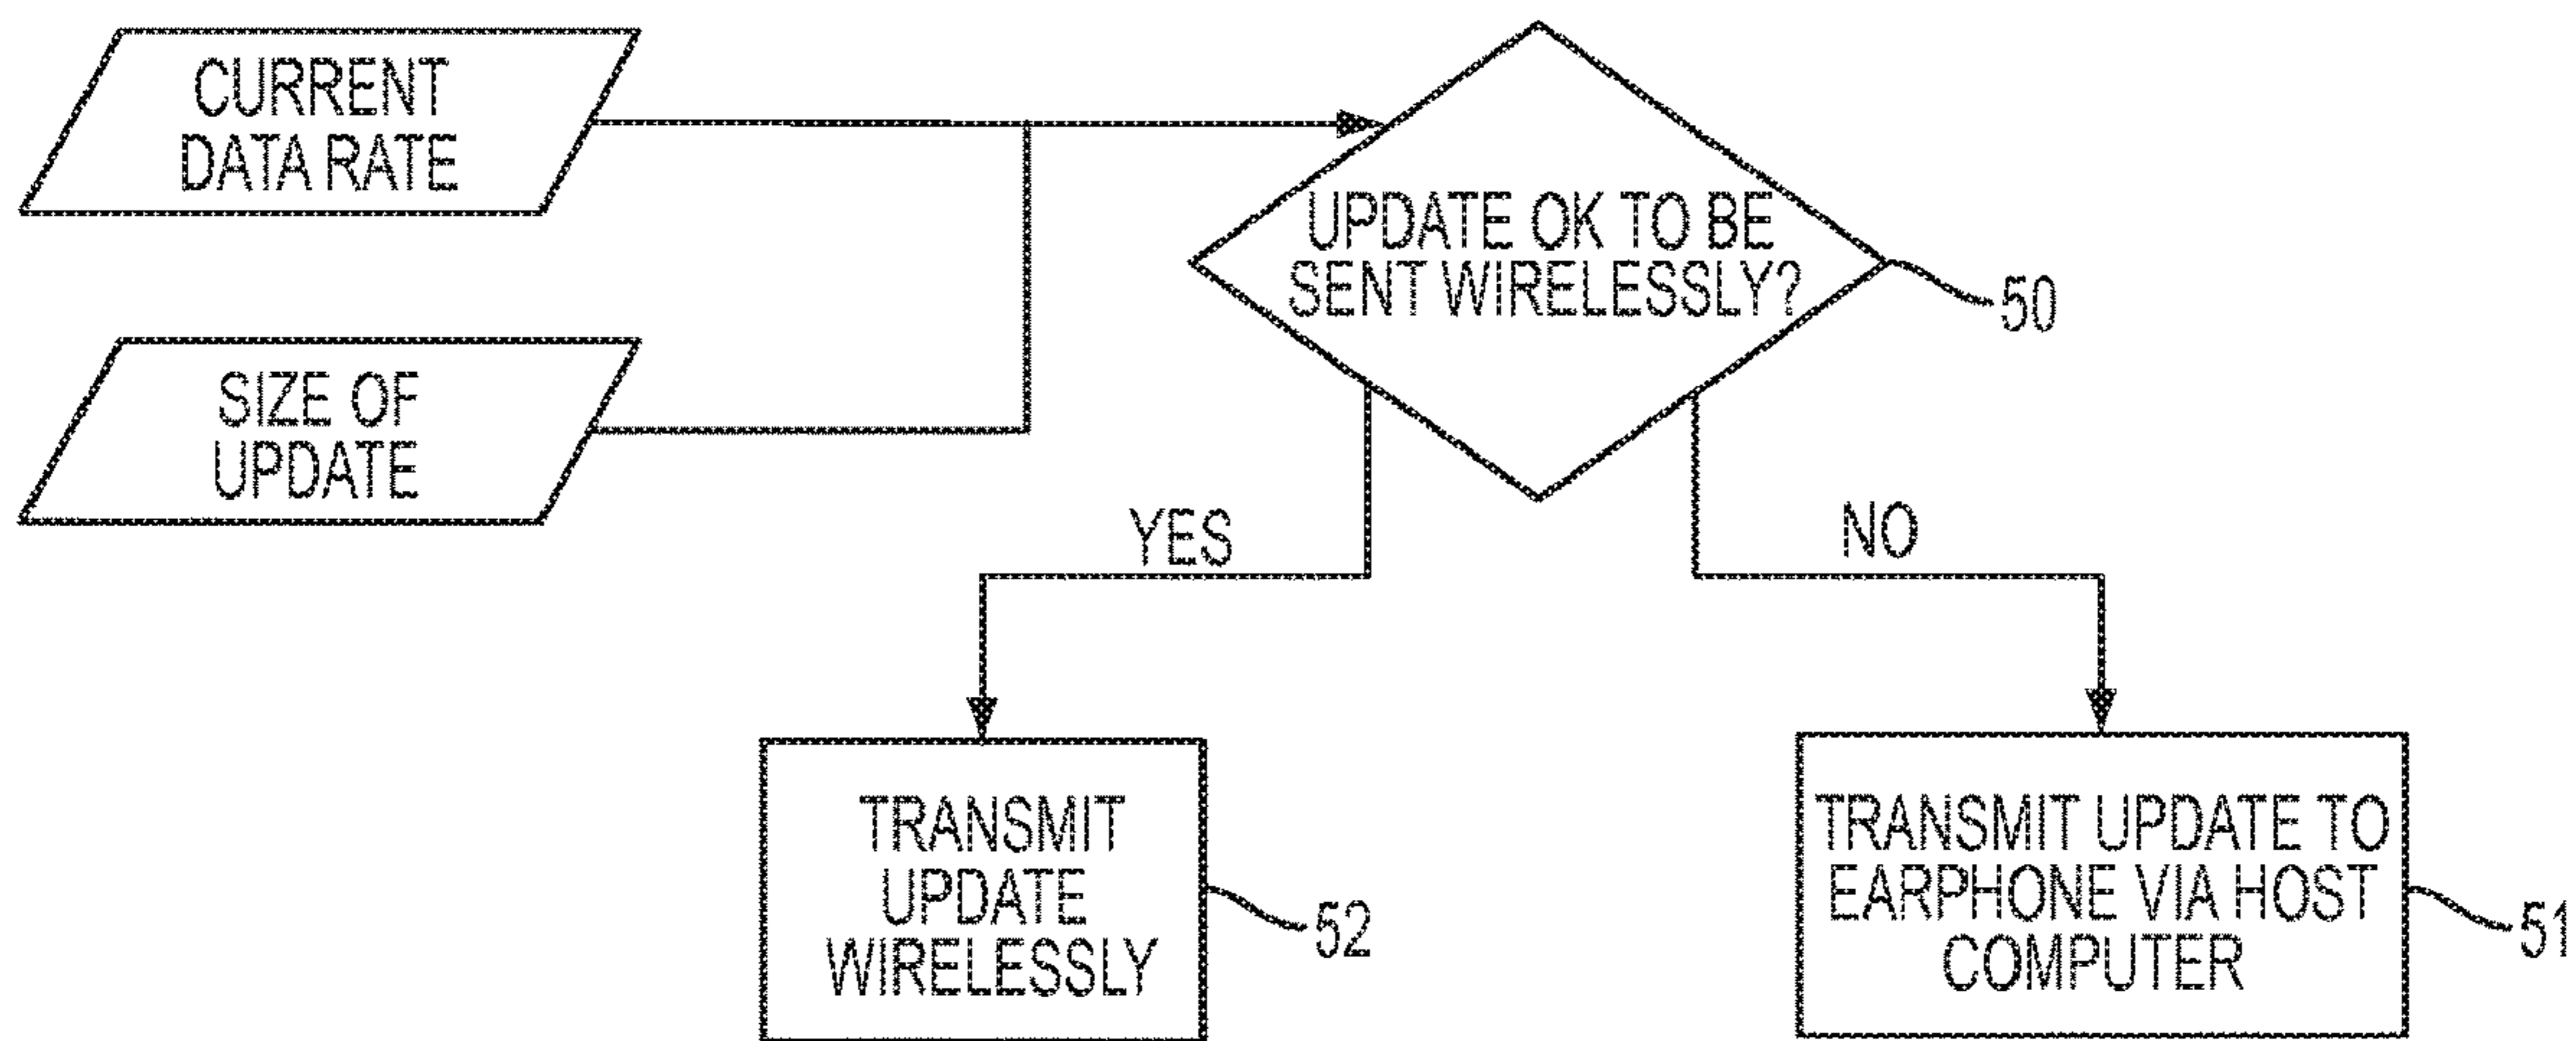 CURRENT
DATA RATE
UPDATE OK TO BE
SENT WIRELESSLY?
50
SIZE OF
UPDATE
YES
NO
TRANSMIT
UPDATE
WIRELESSLY
52
TRANSMIT UPDATE TO
EARPHONE VIA HOST
COMPUTER
51